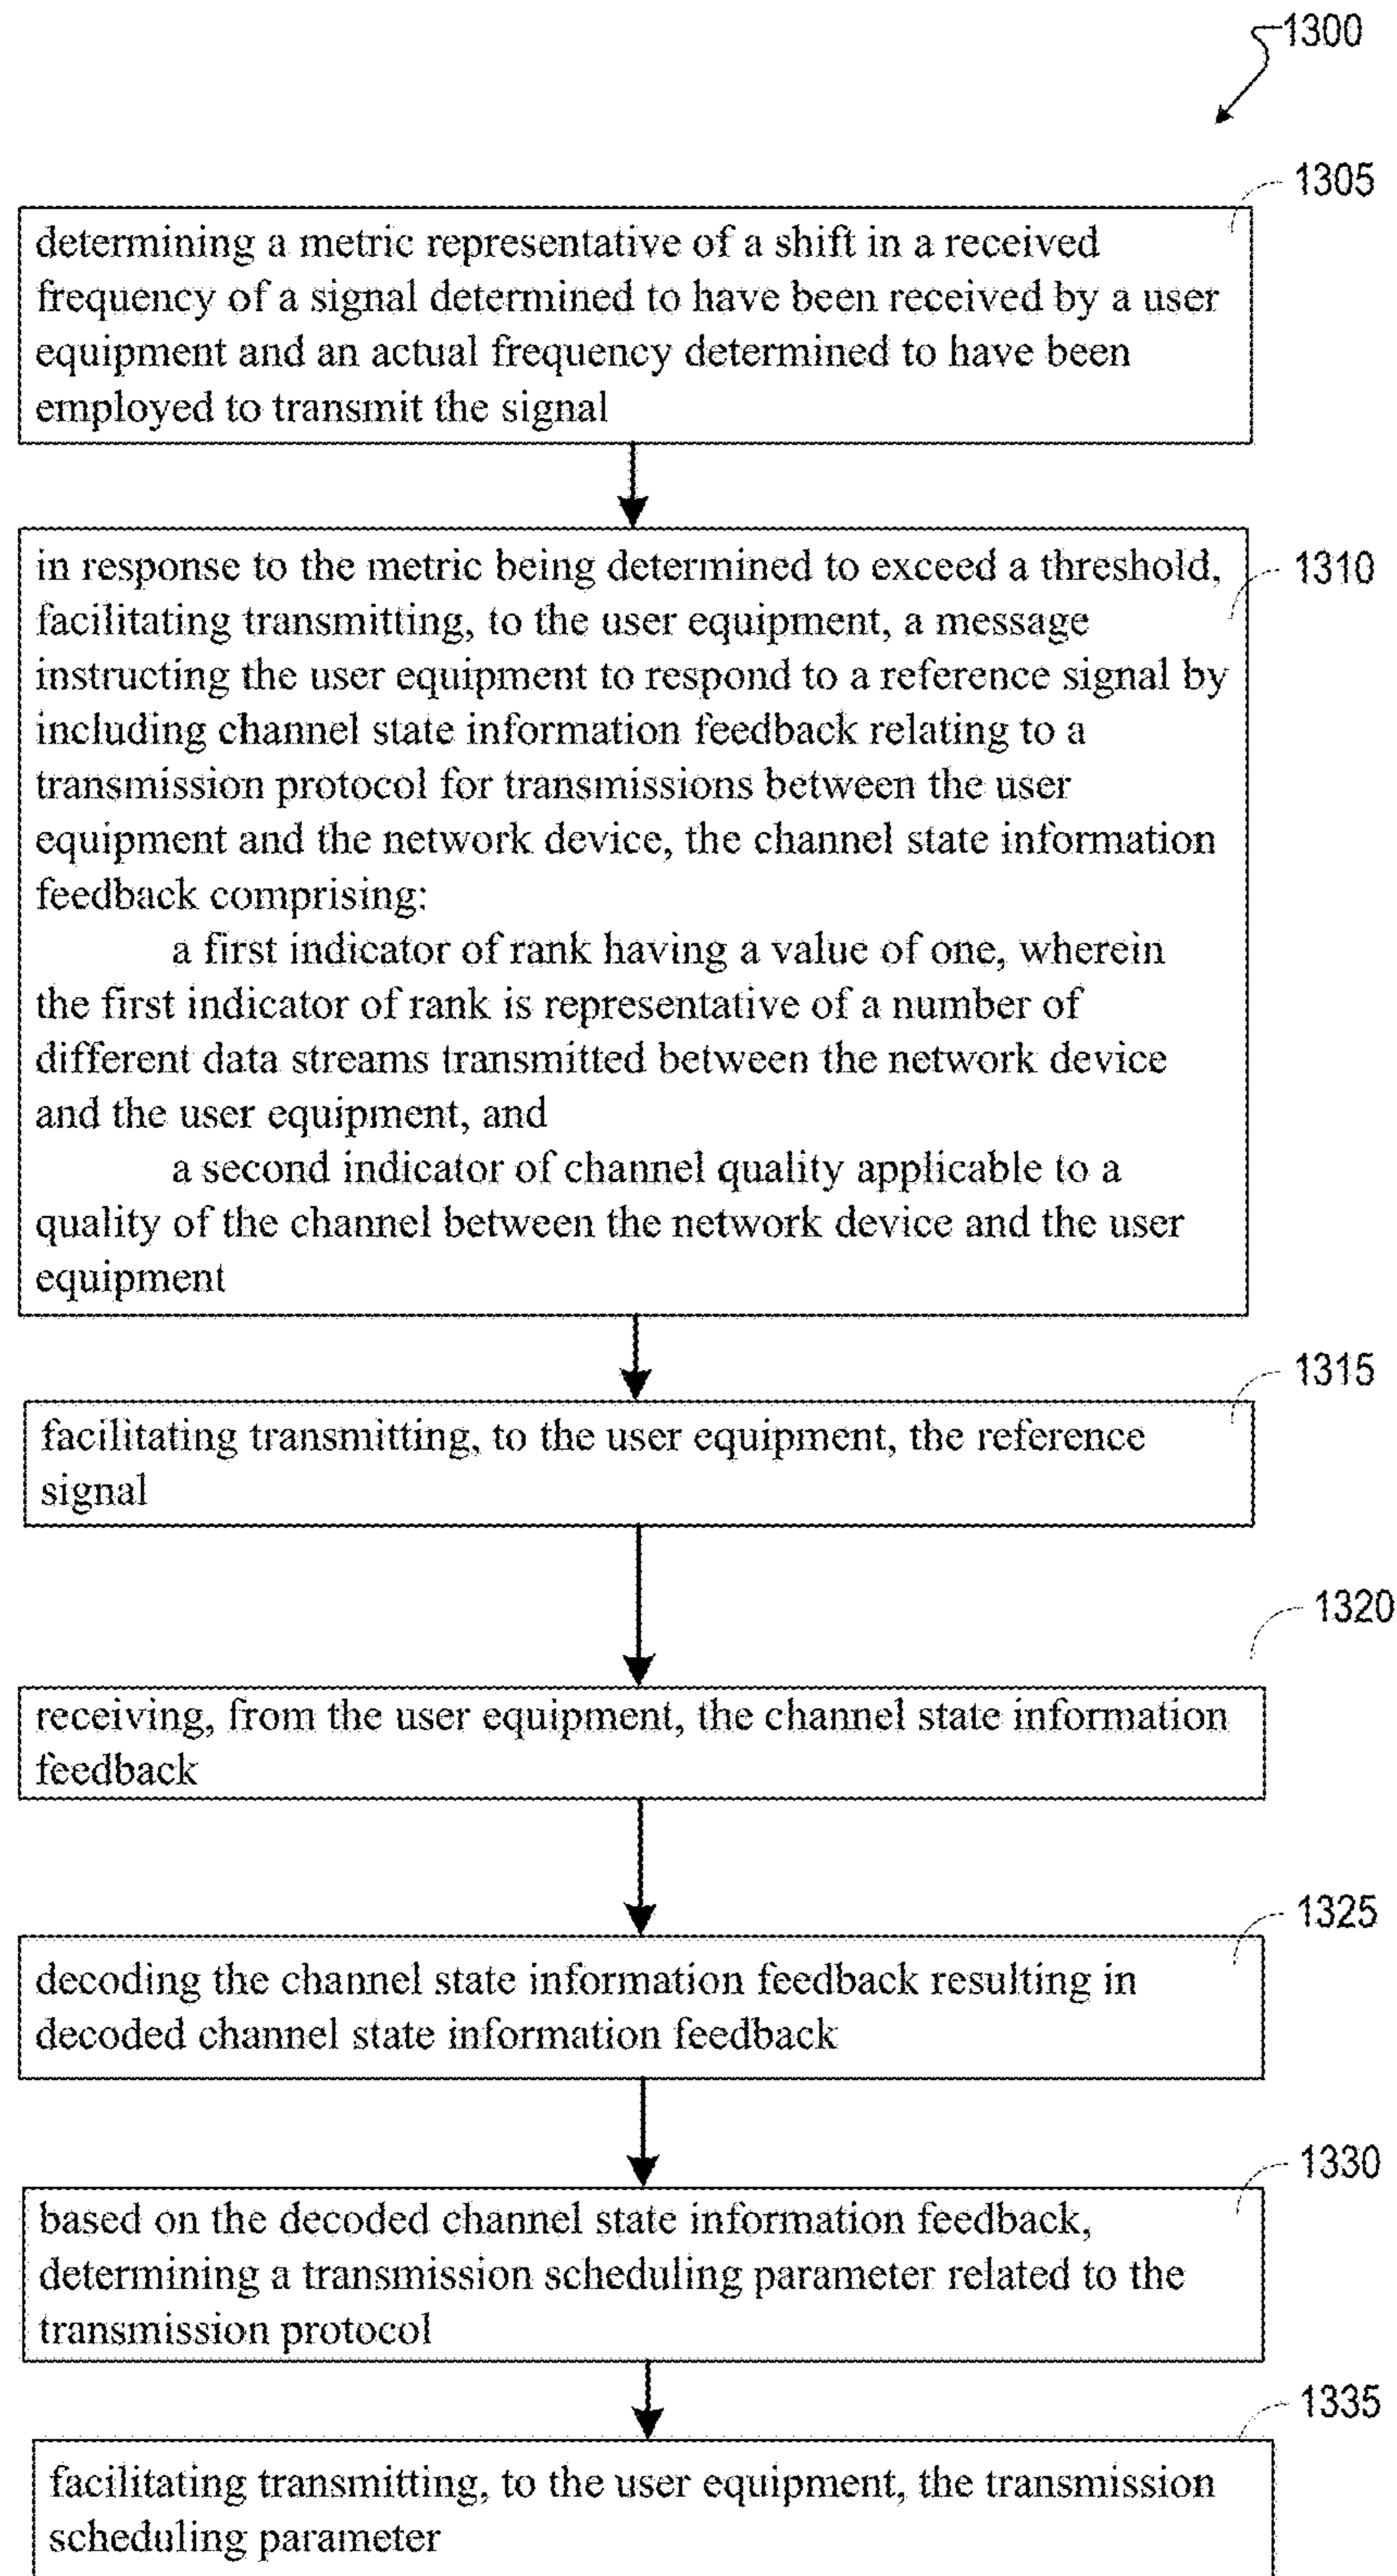 1300
1305
determining a metric representative of a shift in a received
frequency of a signal determined to have been received by a user
equipment and an actual frequency determined to have been
employed to transmit the signal
1310
in response to the metric being determined to exceed a threshold,
facilitating transmitting, to the user equipment, a message
instructing the user equipment to respond to a reference signal by
including channel state information feedback relating to a
transmission protocol for transmissions between the user
equipment and the network device, the channel state information
feedback comprising:
a first indicator of rank having a value of one, wherein
the first indicator of rank is representative of a number of
different data streams transmitted between the network device
and the user equipment, and
a second indicator of channel quality applicable to a
quality of the channel between the network device and the user
equipment
1315
facilitating transmitting, to the user equipment, the reference
signal
1320
receiving, from the user equipment, the channel state information
feedback
1325
decoding the channel state information feedback resulting in
decoded channel state information feedback
1330
based on the decoded channel state information feedback,
determining a transmission scheduling parameter related to the
transmission protocol
1335
facilitating transmitting, to the user equipment, the transmission
scheduling parameter